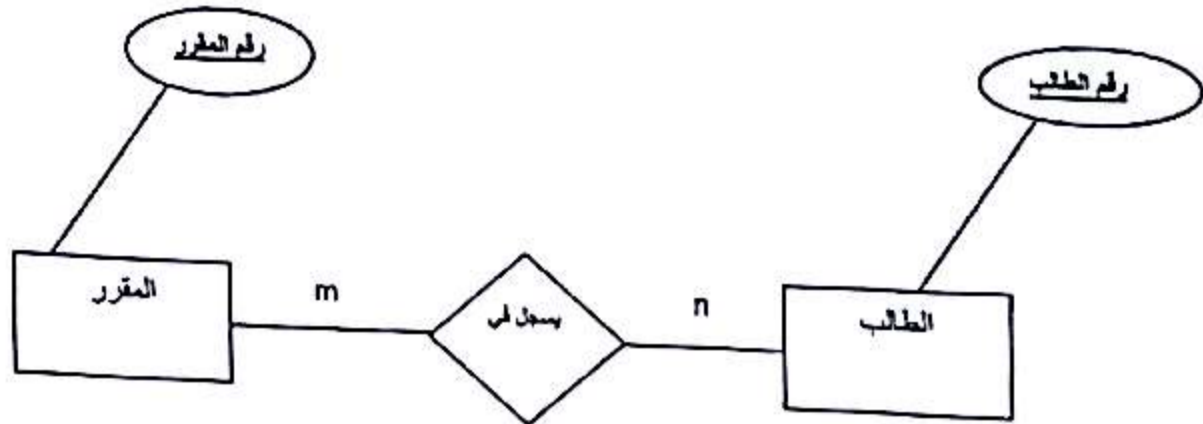 رقم المقرر
رقم الطالب
المقرر
m
يسجل في
n
الطالب